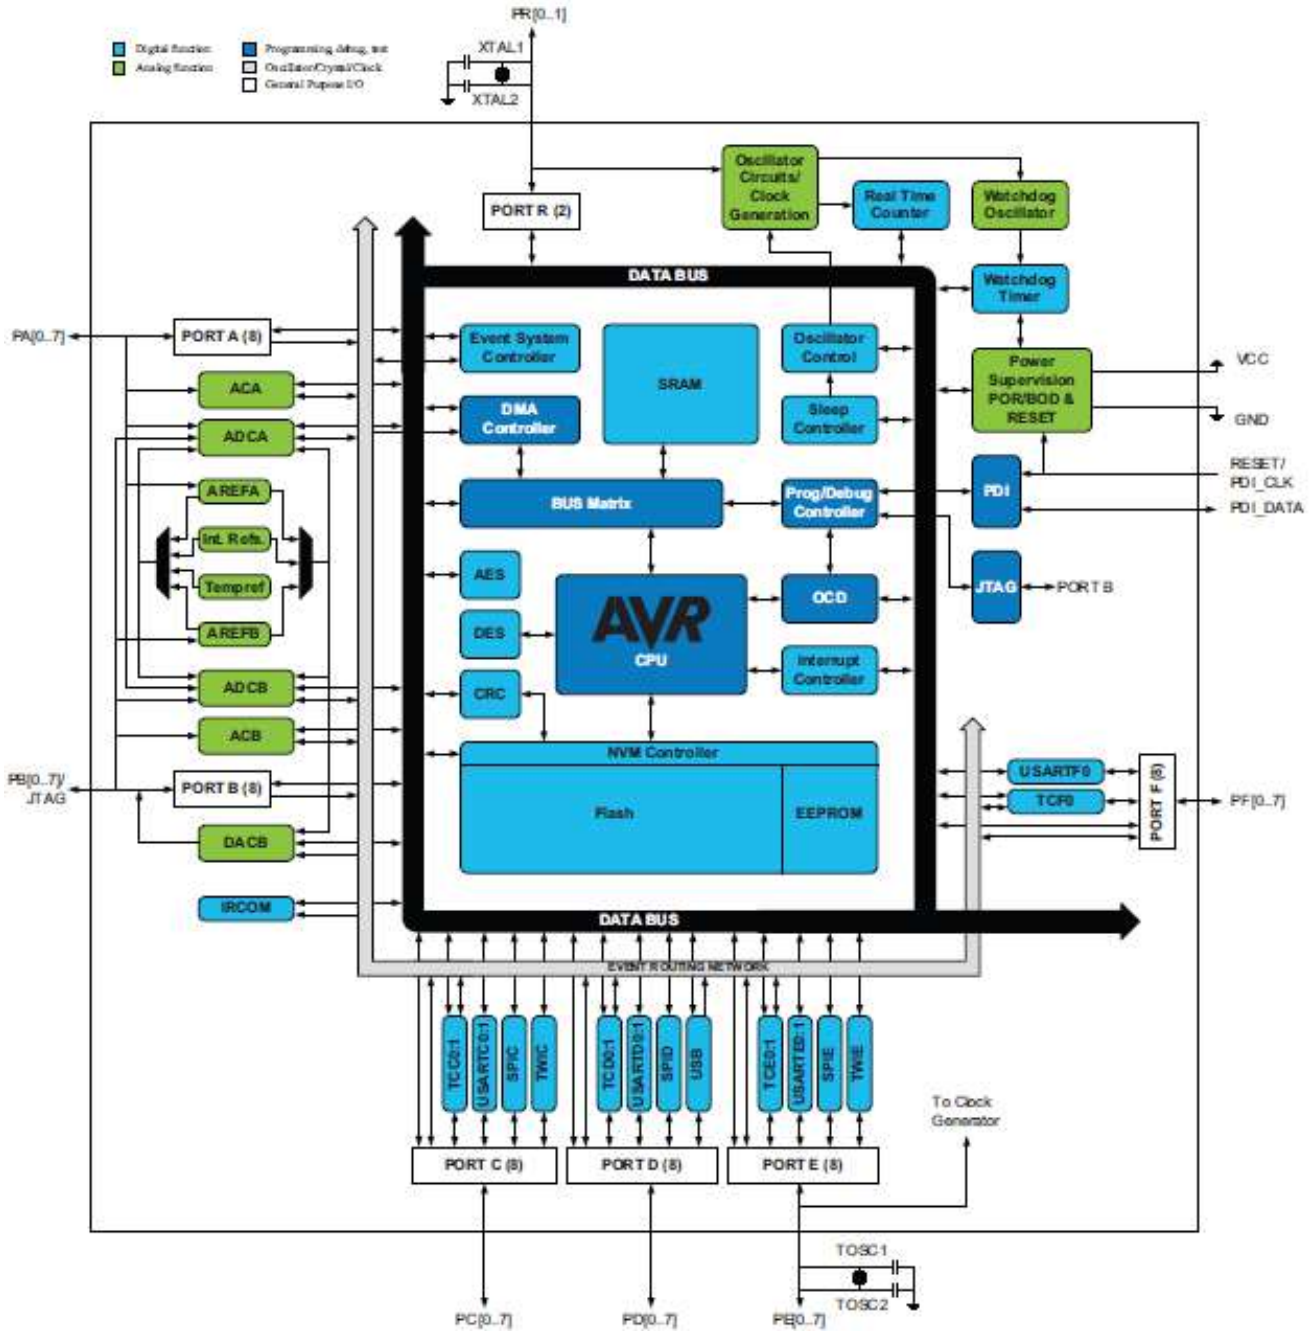 PR[0..1]
Digital function
Analog function
Programming, debug, test
Oscillator/Crystal/Clock
General Purpose I/O
XTAL1
XTAL2
PORT R (2)
Oscillator
Circuits/
Clock
Generation
Real Time
Counter
Watchdog
Oscillator
DATA BUS
Watchdog
Timer
PA[0..7]
PORT A (8)
Event System
Controller
SRAM
Oscillator
Control
Power
Supervision
POR/BOD &
RESET
VCC
GND
ACA
DMA
Controller
Sleep
Controller
ADCA
RESET/
PDI_CLK
PDI_DATA
AREFA
BUS Matrix
Prog/Debug
Controller
PDI
Int. Refs.
Tempref
AES
AVR
CPU
OCD
JTAG
PORT B
AREFB
DES
Interrupt
Controller
ADCB
CRC
ACB
NVM Controller
Flash
EEPROM
USARTF0
TCF0
PORT F (8)
PF[0..7]
PB[0..7]/
JTAG
PORT B (8)
DACB
IRCOM
DATA BUS
EVENT ROUTING NETWORK
TCC0:1
USARTC0:1
SPIC
TWIC
TCD0:1
USARTD0:1
SPID
USB
TCE0:1
USARTE0:1
SPIE
TWIE
To Clock
Generator
PORT C (8)
PORT D (8)
PORT E (8)
TOSC1
TOSC2
PC[0..7]
PD[0..7]
PE[0..7]